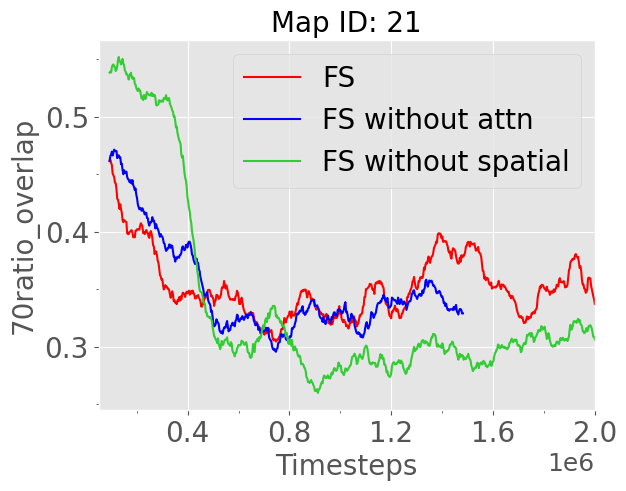 Map ID: 21
FS
FS without attn
FS without spatial
70ratio_overlap
0.5
0.4
0.3
0.4 0.8 1.2 1.6 2.0
Timesteps
1e6